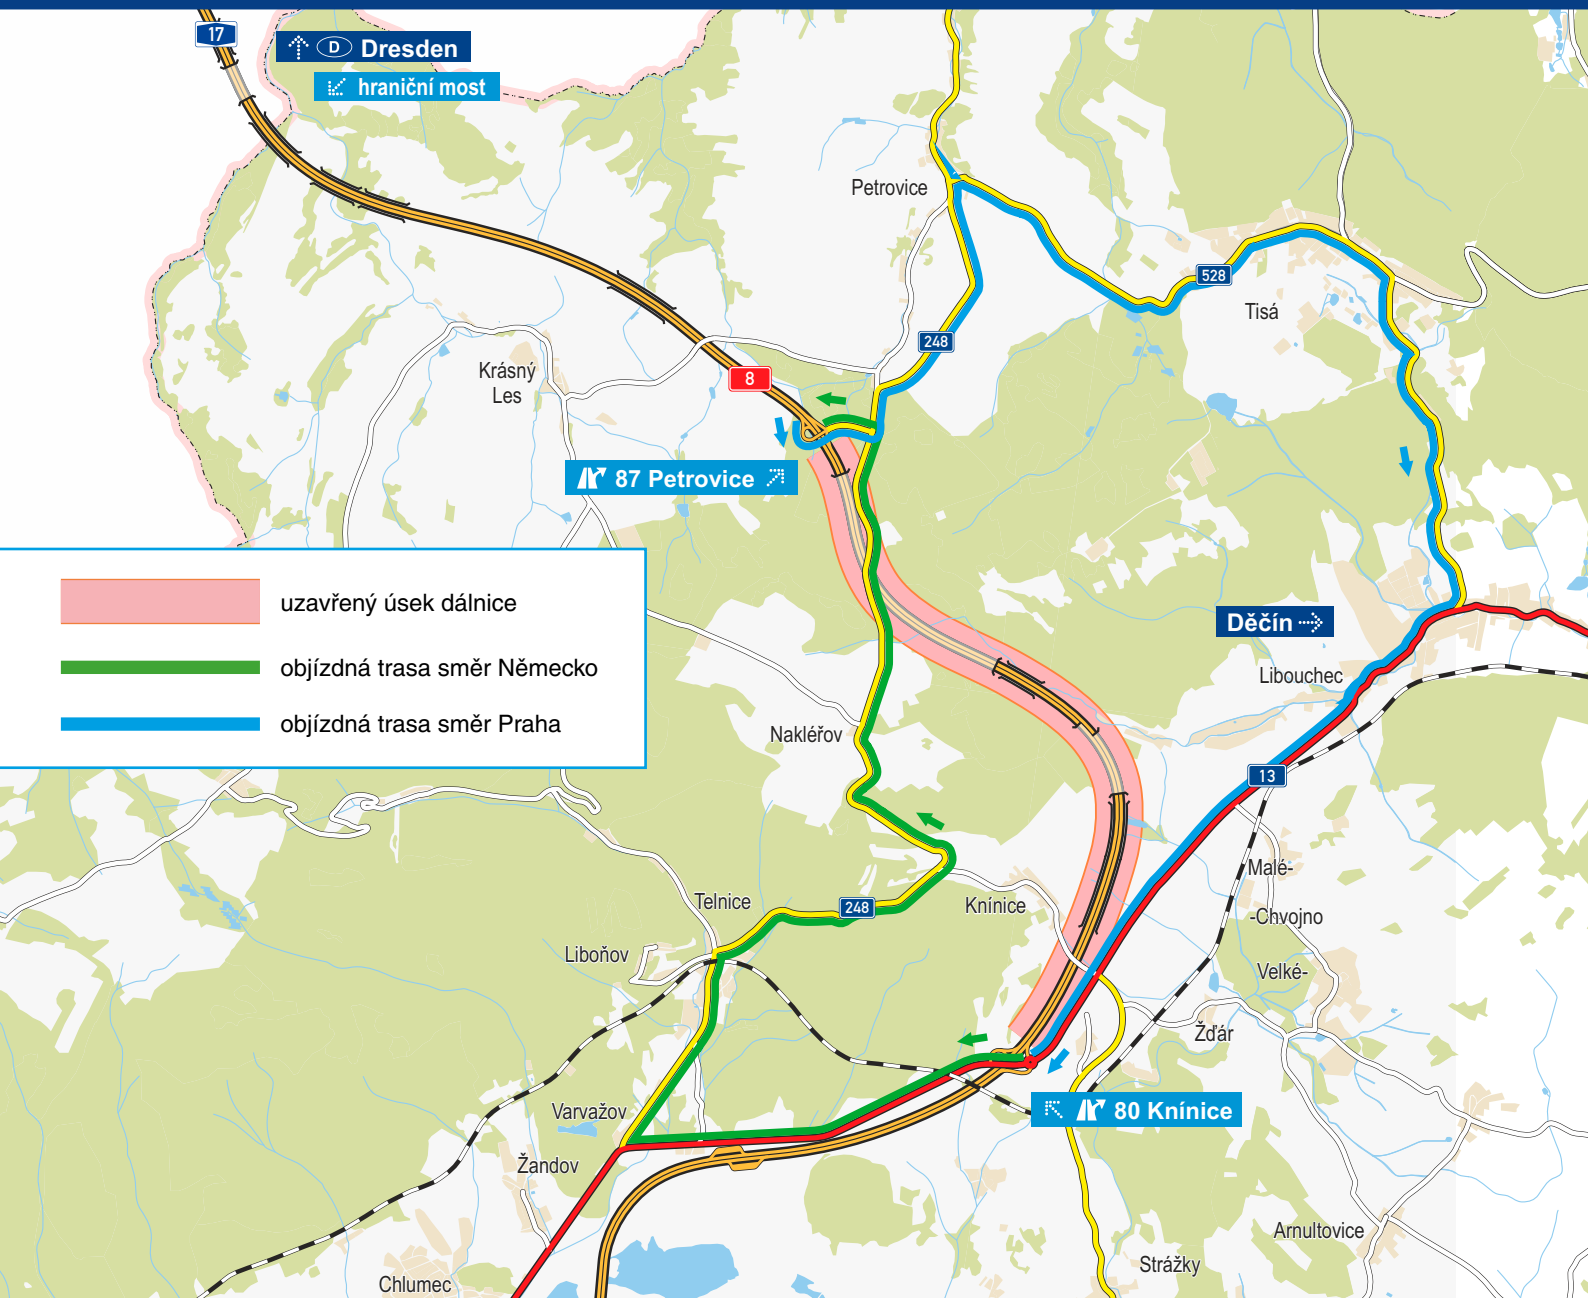 17
D Dresden
hraniční most
Petrovice
528
Tisá
248
Krásný
Les
8
87 Petrovice
uzavřený úsek dálnice
objízdná trasa směr Německo
objízdná trasa směr Praha
Děčín
Libouchec
Nakléřov
13
Malé-
-Chvojno
Telnice
248
Knínice
Liboňov
Velké-
Žďár
80 Knínice
Varvažov
Žandov
Arnultovice
Strážky
Chlumec